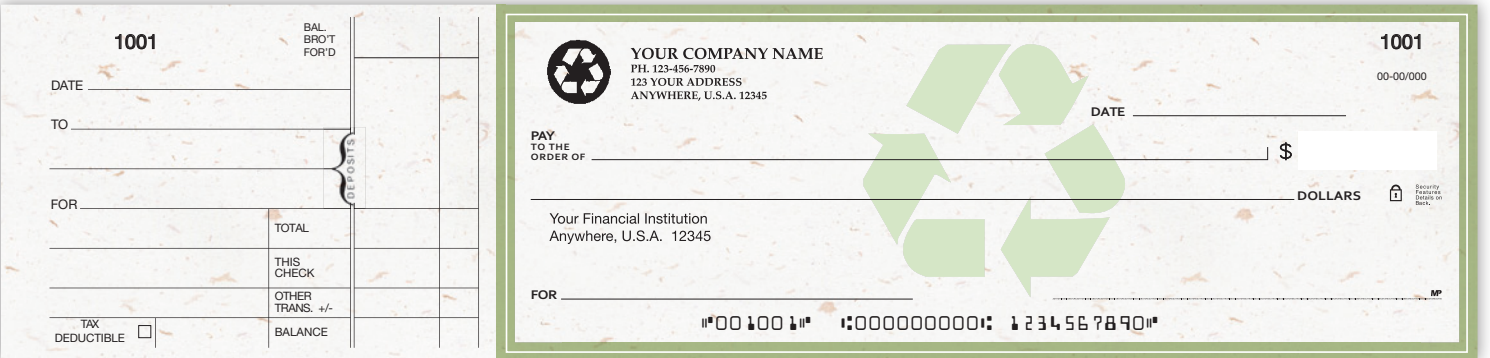 1001
BAL.
BRO'T
FOR'D
DATE
TO
DEPOSITS
FOR
TOTAL
THIS
CHECK
OTHER
TRANS. +/-
TAX
DEDUCTIBLE
BALANCE
YOUR COMPANY NAME
PH. 123-456-7890
123 YOUR ADDRESS
ANYWHERE, U.S.A. 12345
1001
00-00/000
DATE
PAY
TO THE
ORDER OF
$
DOLLARS
Security
Features
Details on
Back.
Your Financial Institution
Anywhere, U.S.A. 12345
FOR
MP
⑈001001⑈ ⑆000000000⑆ 1234567890⑈